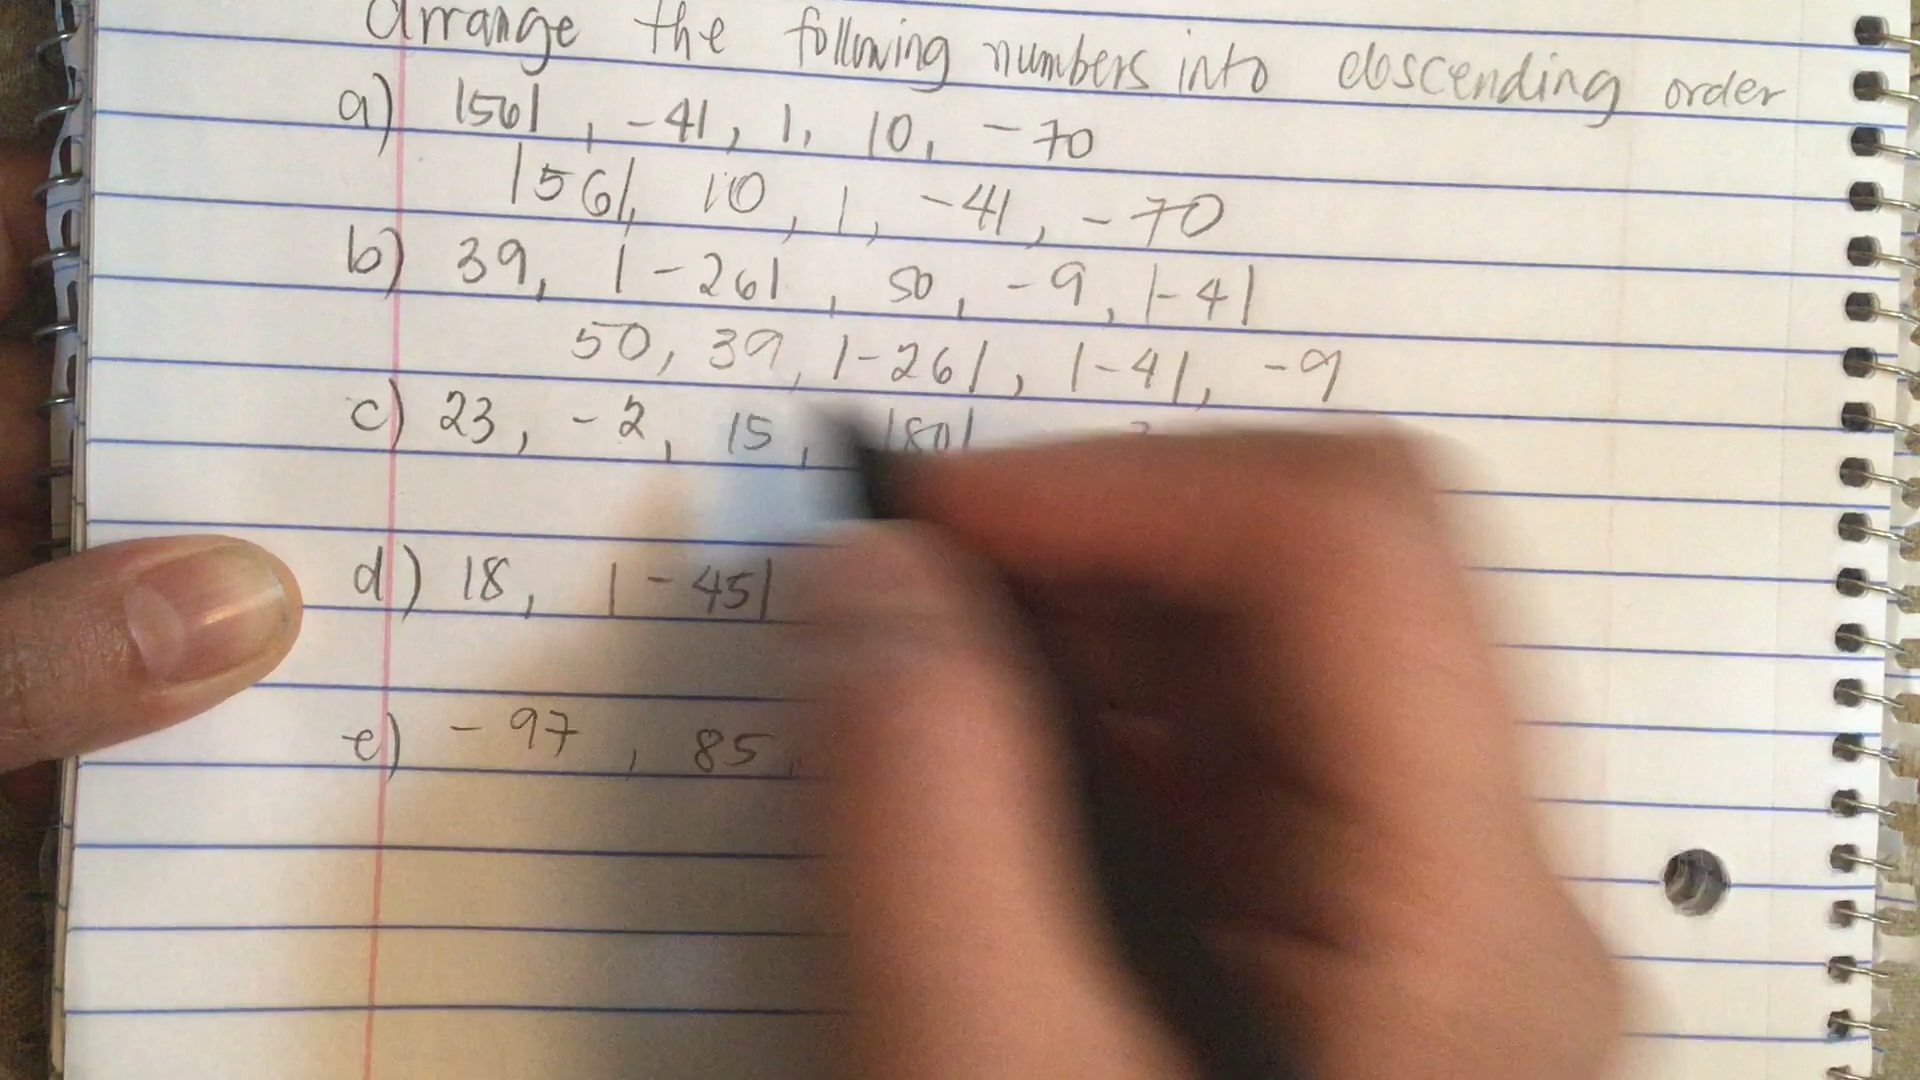 Arrange the following numbers into descending order
a) |56|, -41, 1, 10, -70
|56|, 10, 1, -41, -70
b) 39, |-26|, 50, -9, |-4|
50, 39, |-26|, |-4|, -9
c) 23, -2, 15, |80|
d) 18, |-45|
e) -97, 85,